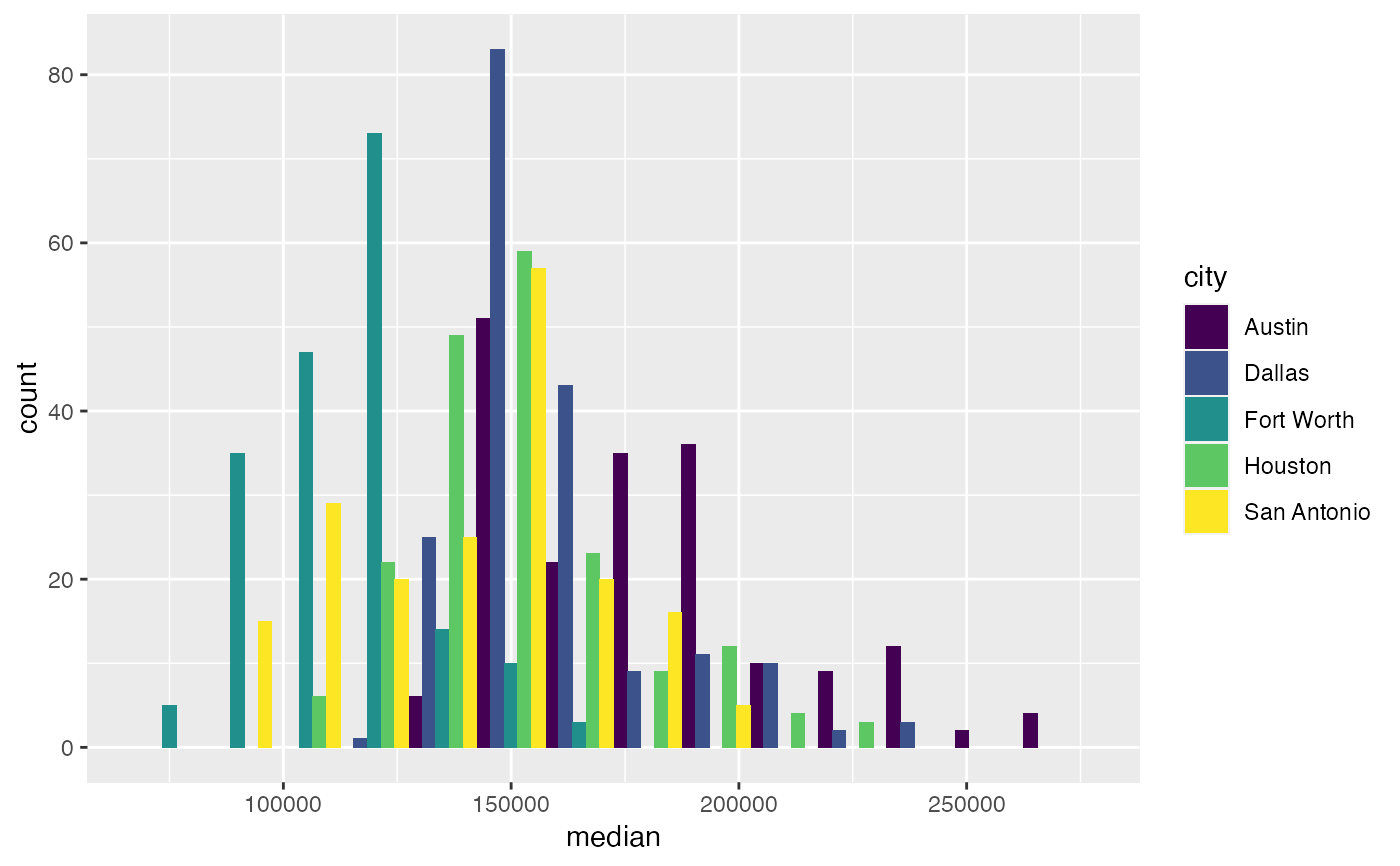 80
60
40
20
0
count
100000
150000
200000
250000
median
city
Austin
Dallas
Fort Worth
Houston
San Antonio